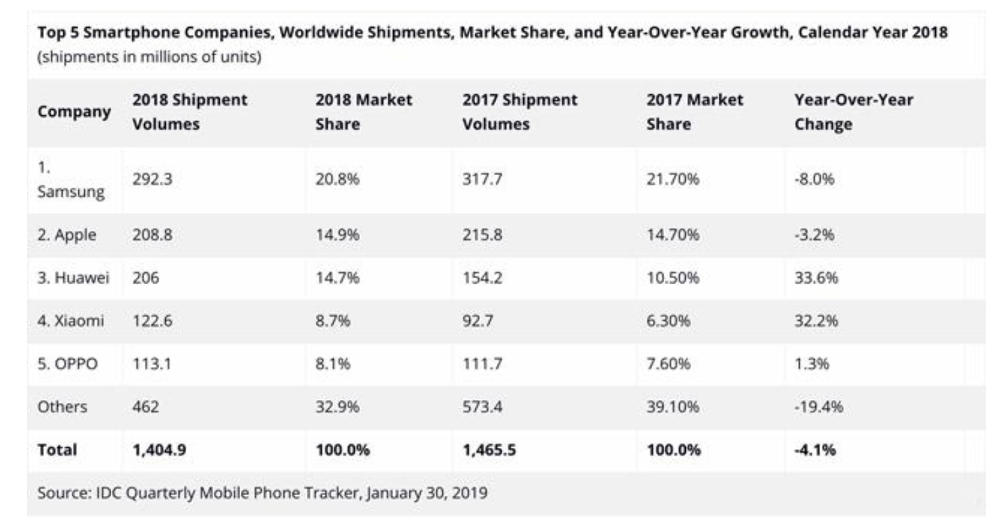 Top 5 Smartphone Companies, Worldwide Shipments, Market Share, and Year-Over-Year Growth, Calendar Year 2018
(shipments in millions of units)
Company 2018 Shipment Volumes 2018 Market Share 2017 Shipment Volumes 2017 Market Share Year-Over-Year Change
1. Samsung 292.3 20.8% 317.7 21.70% -8.0%
2. Apple 208.8 14.9% 215.8 14.70% -3.2%
3. Huawei 206 14.7% 154.2 10.50% 33.6%
4. Xiaomi 122.6 8.7% 92.7 6.30% 32.2%
5. OPPO 113.1 8.1% 111.7 7.60% 1.3%
Others 462 32.9% 573.4 39.10% -19.4%
Total 1,404.9 100.0% 1,465.5 100.0% -4.1%
Source: IDC Quarterly Mobile Phone Tracker, January 30, 2019